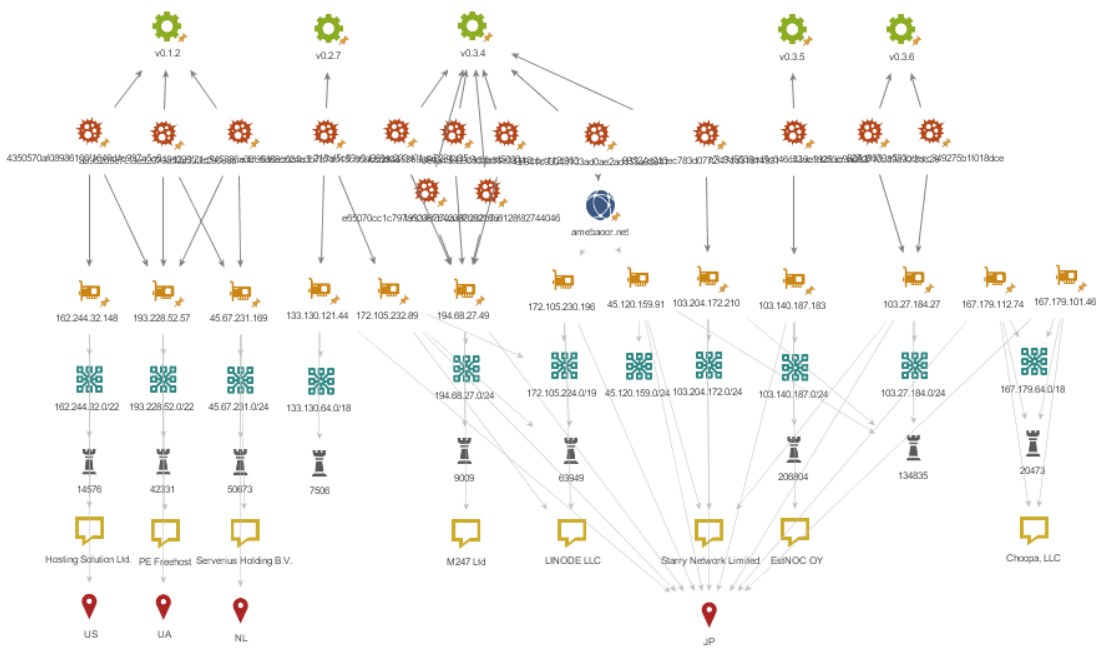 v0.1.2
v0.2.7
v0.3.4
v0.3.5
v0.3.6
amebaoor.net
162.244.32.148
193.228.52.57
45.67.231.169
133.130.121.44
172.105.232.89
194.68.27.49
172.105.230.196
45.120.159.91
103.204.172.210
103.140.187.183
103.27.184.27
167.179.112.74
167.179.101.46
162.244.32.0/22
193.228.52.0/22
45.67.231.0/24
133.130.64.0/18
194.68.27.0/24
172.105.224.0/19
45.120.159.0/24
103.204.172.0/24
103.140.187.0/24
103.27.184.0/24
167.179.64.0/18
14576
42331
50673
7506
9009
63949
206804
134835
20473
Hosting Solution Ltd.
PE Freehost
Serverius Holding B.V.
M247 Ltd
LINODE LLC
Starry Network Limited
EstNOC OY
Choopa, LLC
US
UA
NL
JP